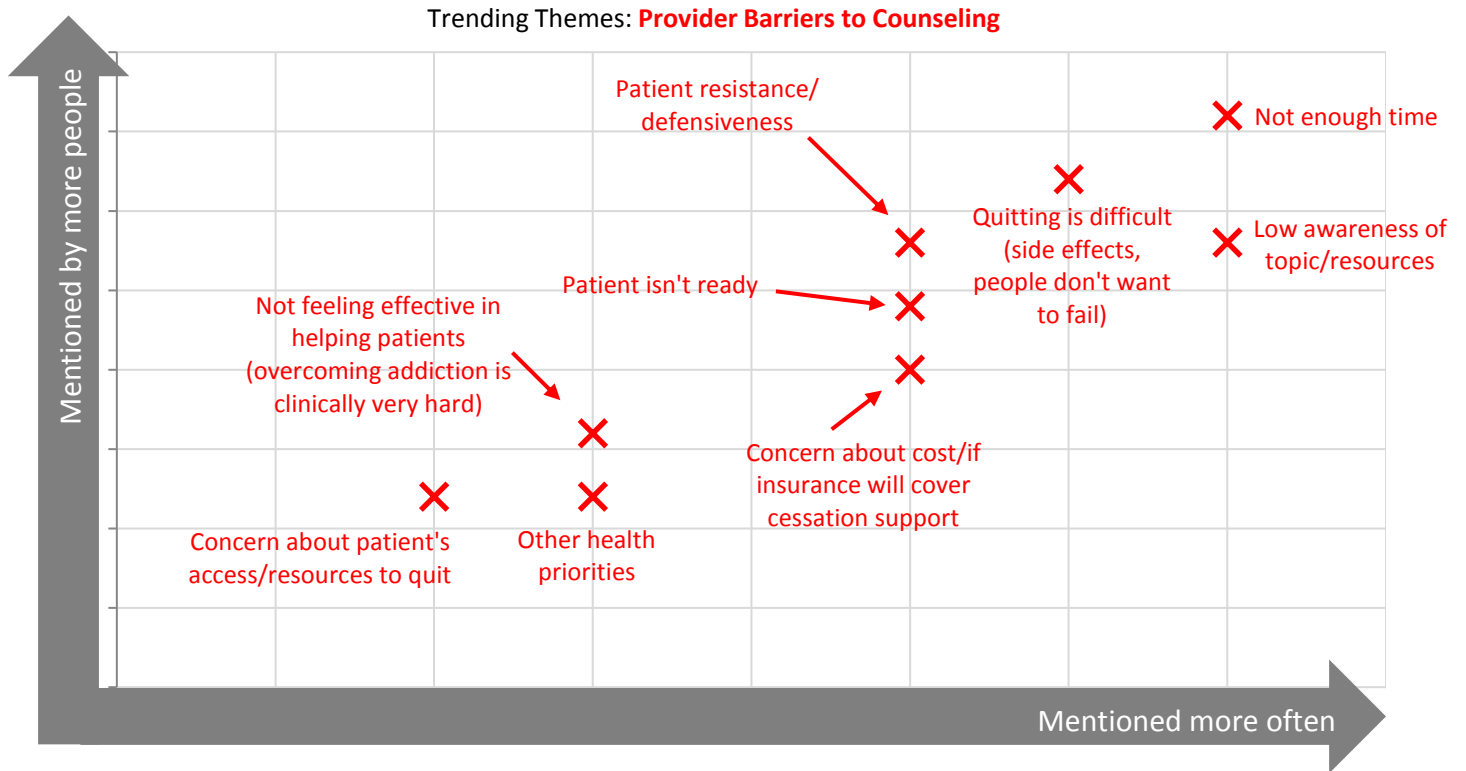 Trending Themes: Provider Barriers to Counseling
Mentioned by more people
Patient resistance/
defensiveness
Not enough time
Quitting is difficult
(side effects,
people don't want
to fail)
Low awareness of
topic/resources
Patient isn't ready
Not feeling effective in
helping patients
(overcoming addiction is
clinically very hard)
Concern about cost/if
insurance will cover
cessation support
Concern about patient's
access/resources to quit
Other health
priorities
Mentioned more often